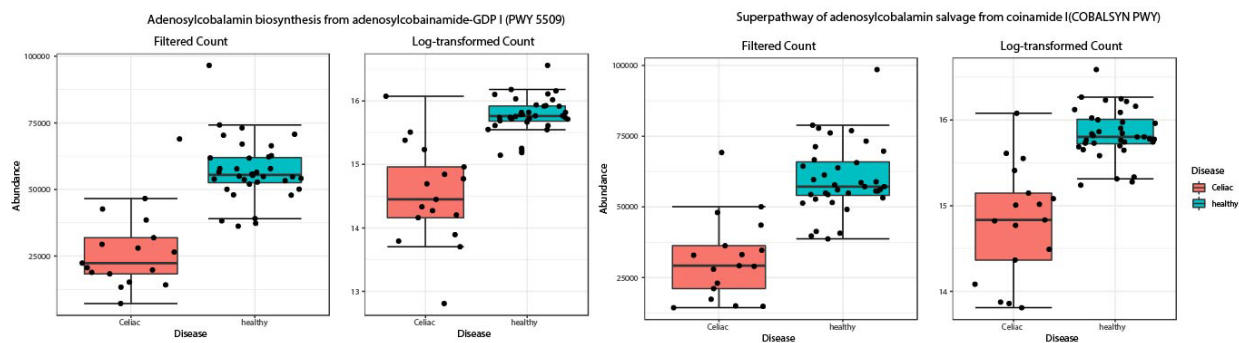 Adenosylcobalamin biosynthesis from adenosylcobainamide-GDP I (PWY 5509)
Filtered Count
Log-transformed Count
100000
75000
50000
25000
Abundance
16
15
14
13
Celiac
healthy
Disease
Celiac
healthy
Disease
Superpathway of adenosylcobalamin salvage from coinamide I(COBALSYN PWY)
Filtered Count
Log-transformed Count
100000
75000
50000
25000
Abundance
16
15
14
Celiac
healthy
Disease
Celiac
healthy
Disease
Disease
Celiac
healthy